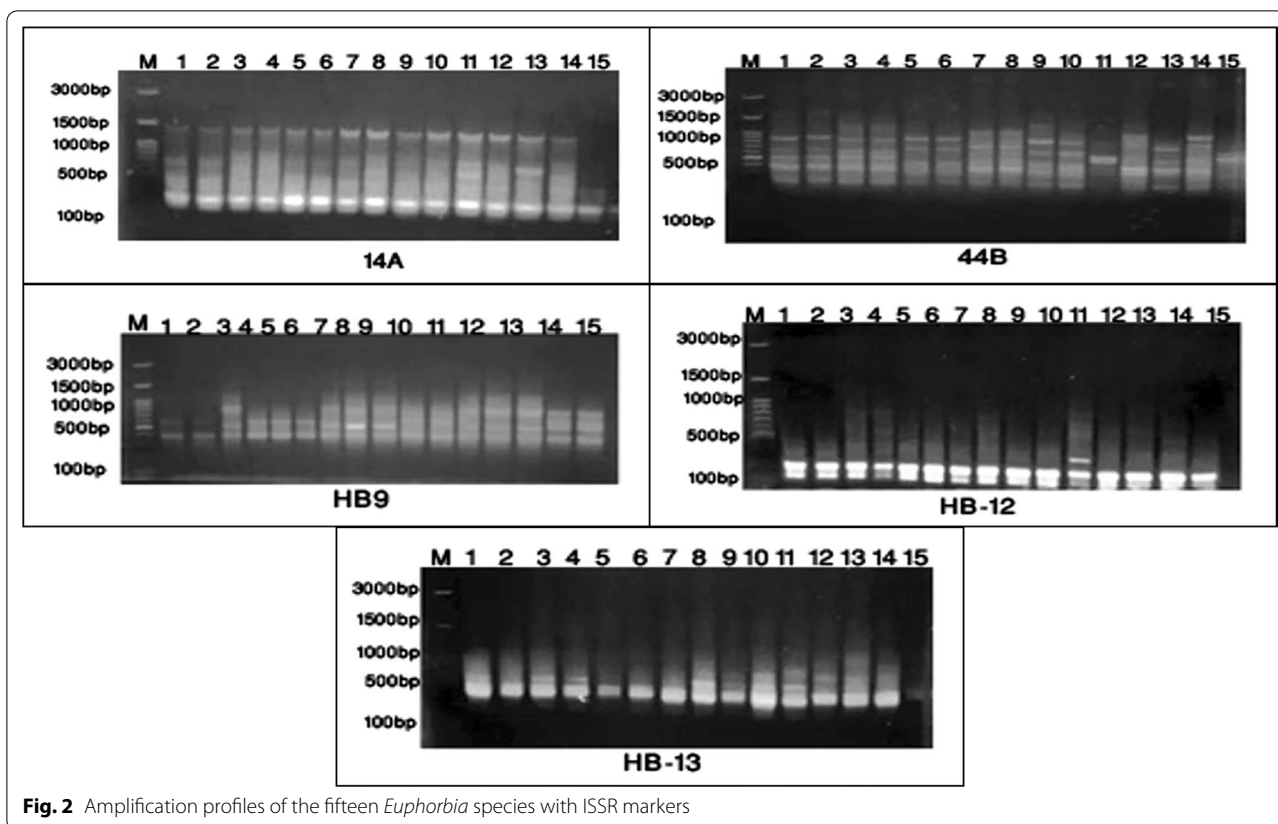 M 1 2 3 4 5 6 7 8 9 10 11 12 13 14 15
3000bp
1500bp
1000bp
500bp
100bp
14A
M 1 2 3 4 5 6 7 8 9 10 11 12 13 14 15
3000bp
1500bp
1000bp
500bp
100bp
44B
M 1 2 3 4 5 6 7 8 9 10 11 12 13 14 15
3000bp
1500bp
1000bp
500bp
100bp
HB9
M 1 2 3 4 5 6 7 8 9 10 11 12 13 14 15
3000bp
1500bp
1000bp
500bp
100bp
HB-12
M 1 2 3 4 5 6 7 8 9 10 11 12 13 14 15
3000bp
1500bp
1000bp
500bp
100bp
HB-13
Fig. 2 Amplification profiles of the fifteen Euphorbia species with ISSR markers